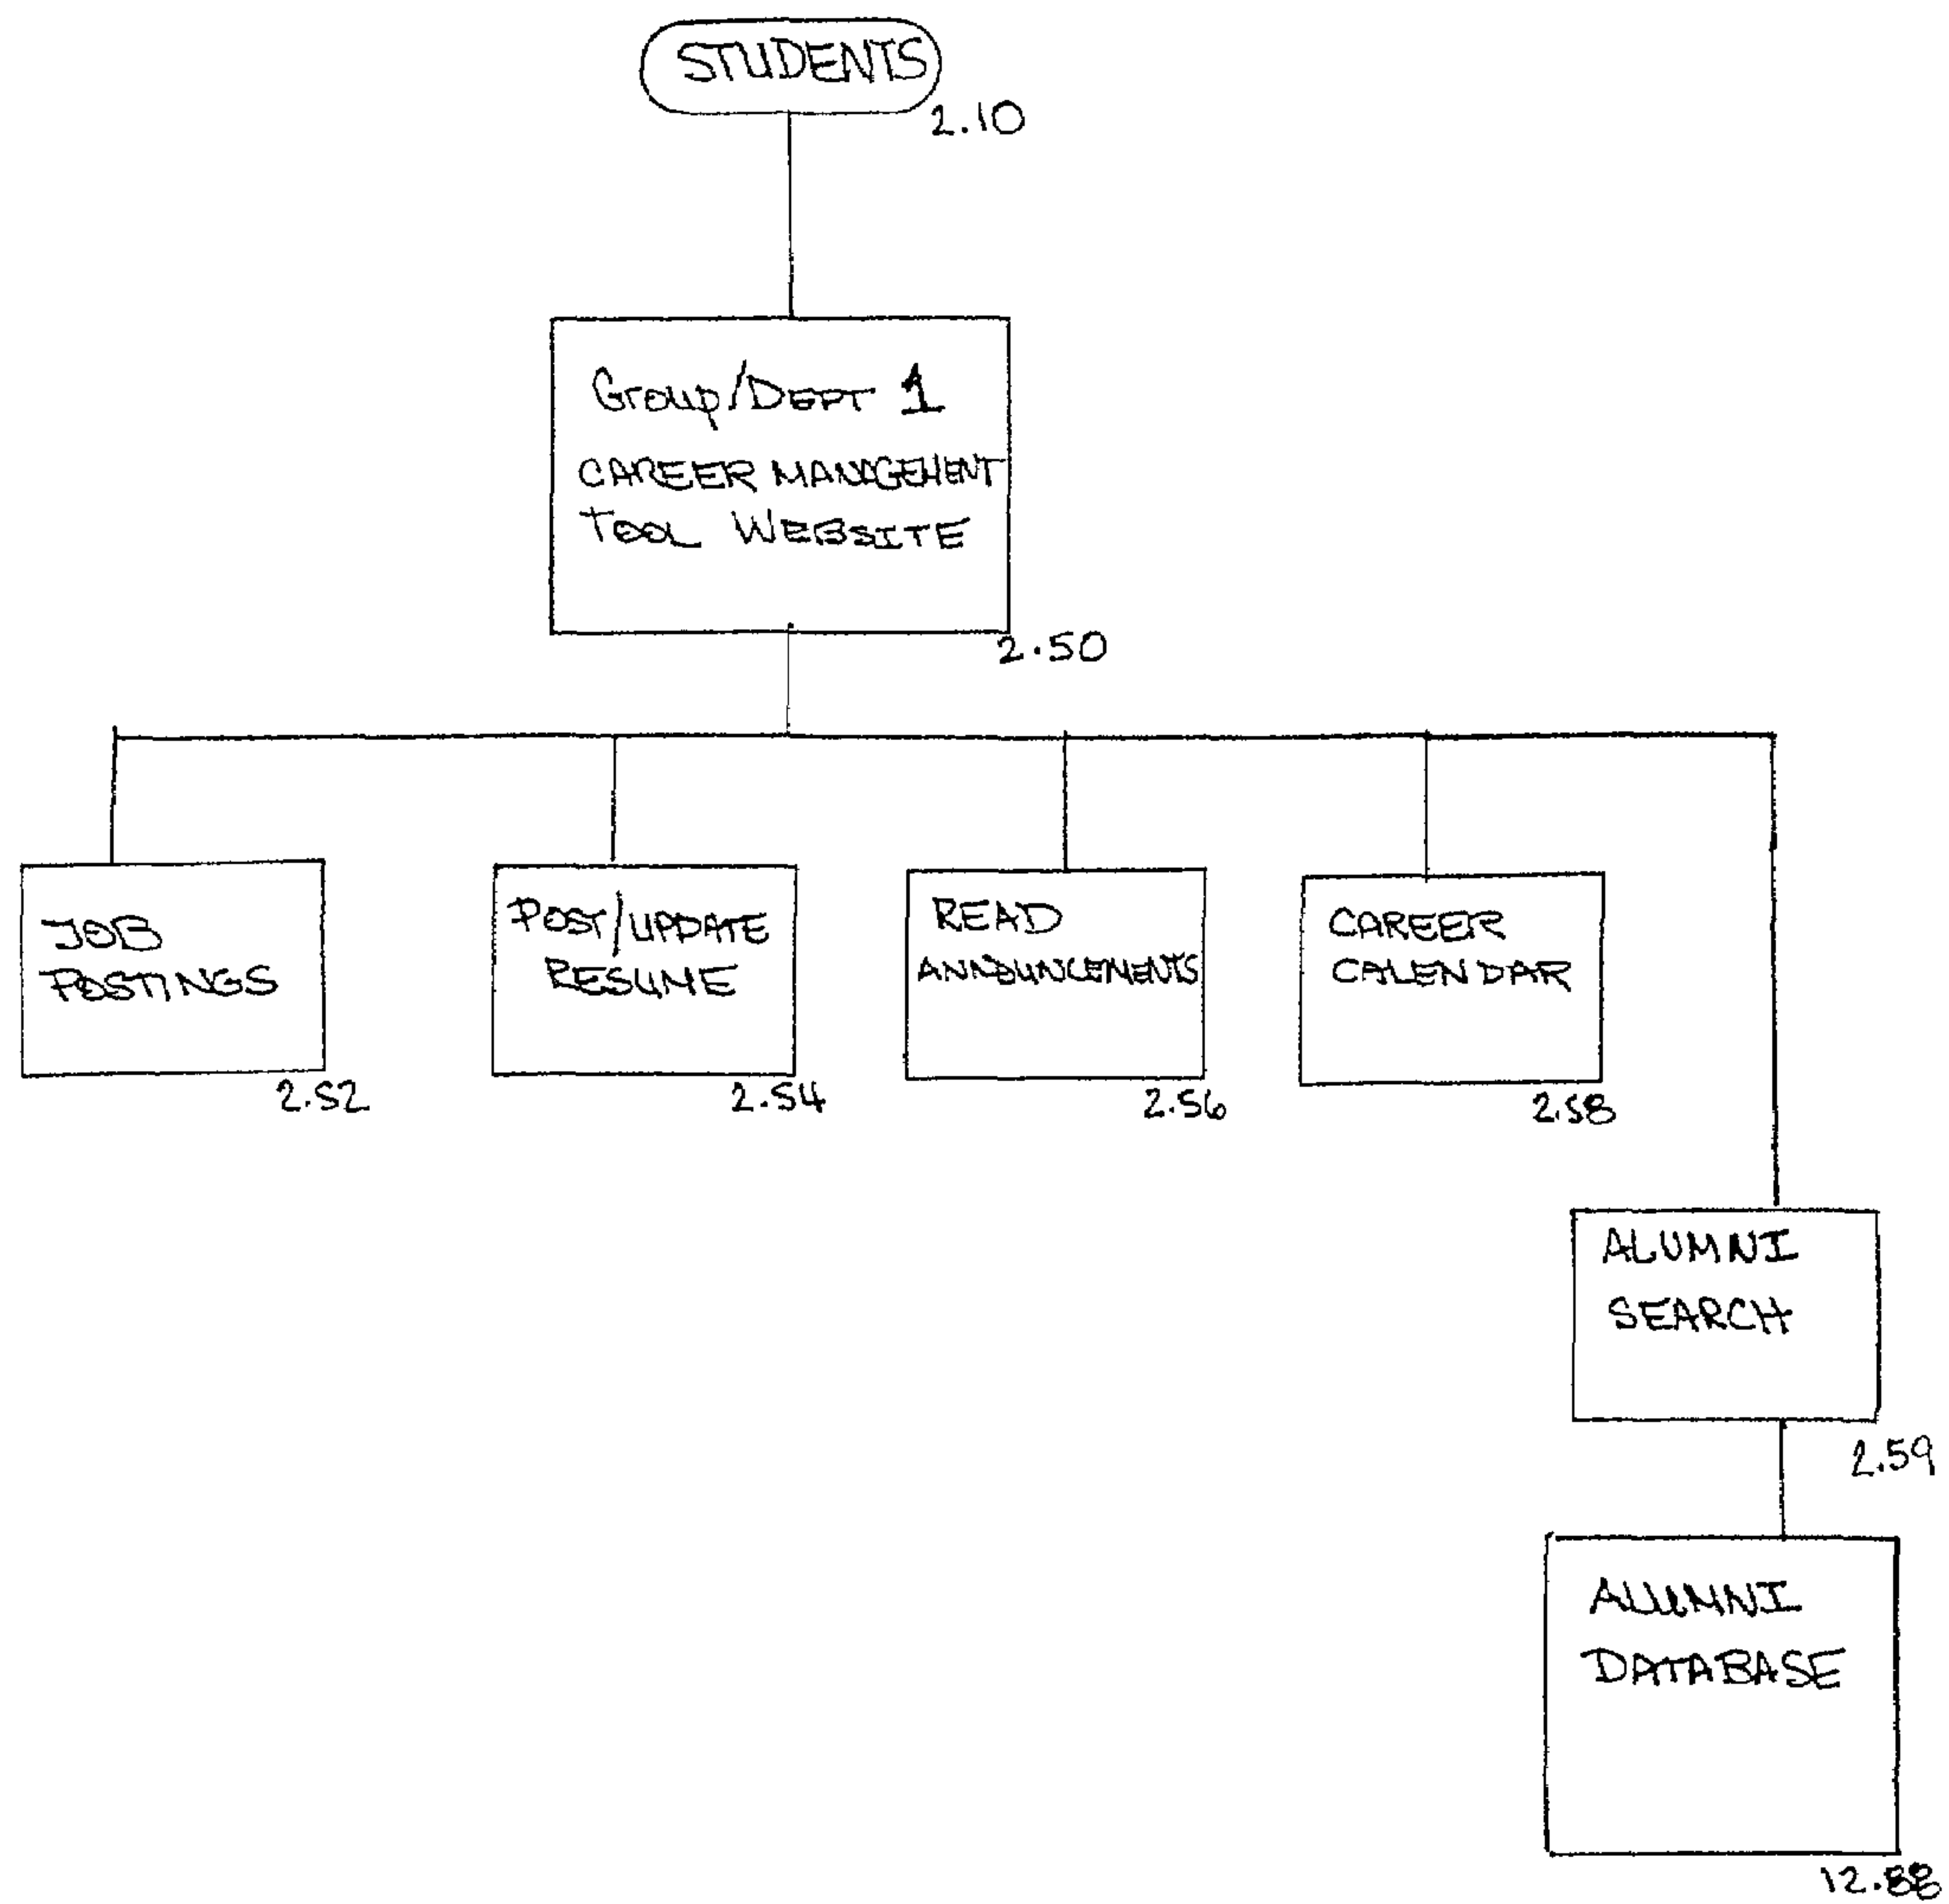 STUDENTS
2.10
Group/Dept 1
CAREER MANAGEMENT
TOOL WEBSITE
2.50
JOB
POSTINGS
2.52
POST/UPDATE
RESUME
2.54
READ
ANNOUNCEMENTS
2.56
CAREER
CALENDAR
2.58
ALUMNI
SEARCH
2.59
ALUMNI
DATABASE
12.88